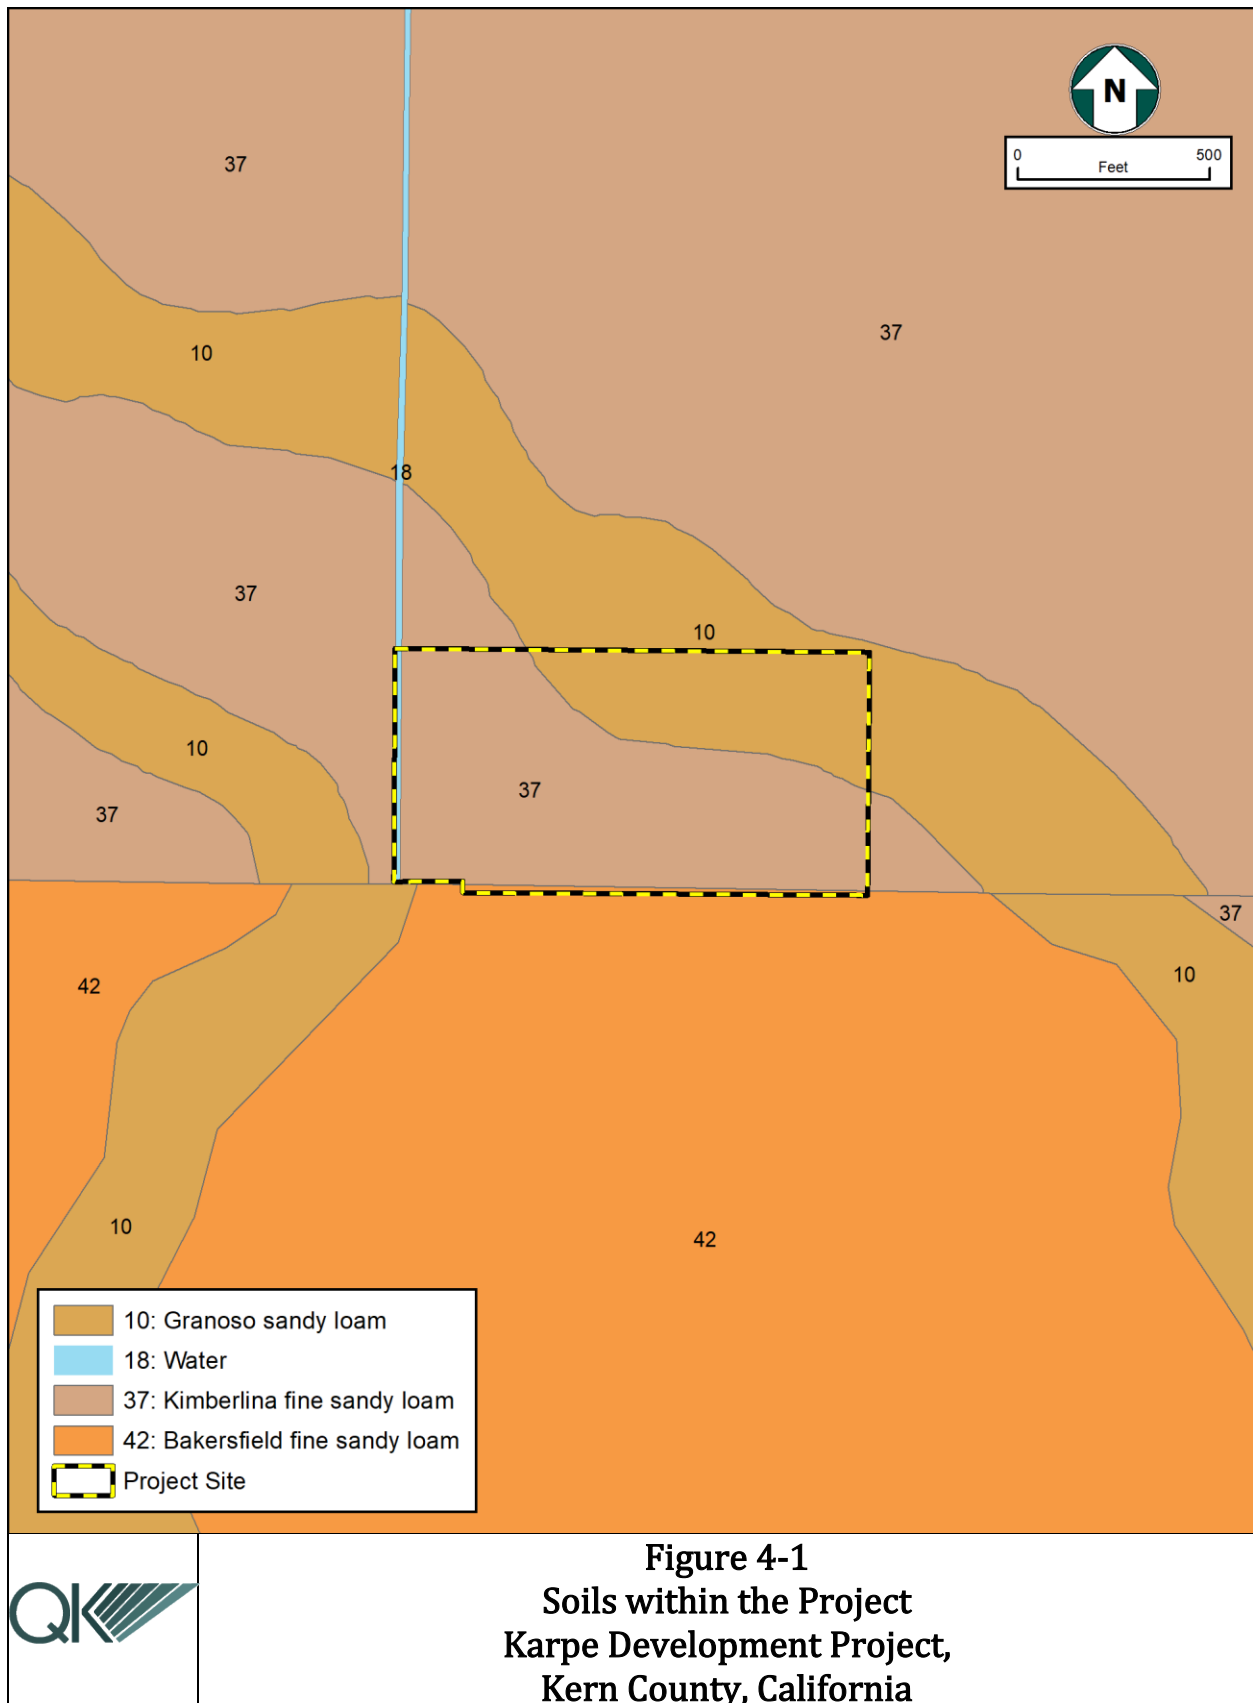 N
0 500
Feet
37
37
10
18
37
10
10
37
37
37
10
42
10
42
10: Granoso sandy loam
18: Water
37: Kimberlina fine sandy loam
42: Bakersfield fine sandy loam
Project Site
QK
Figure 4-1
Soils within the Project
Karpe Development Project,
Kern County, California